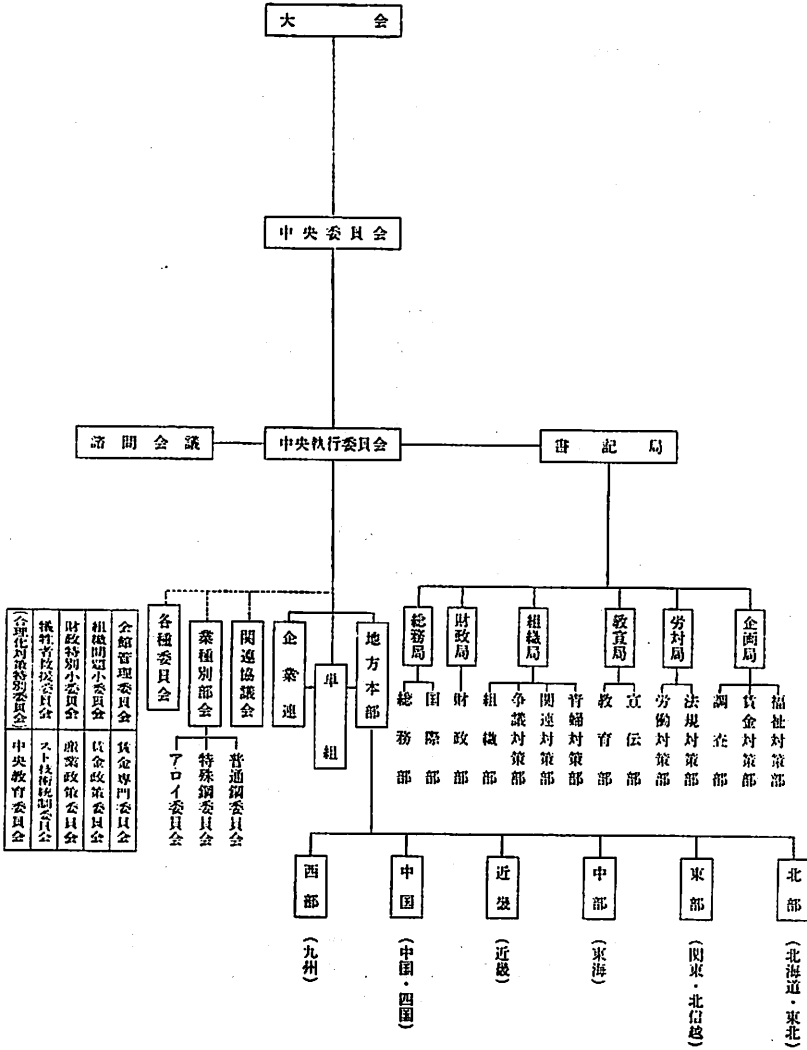 大会
中央委員会
諮問会議
中央執行委員会
書記局
企画局
労対局
教宣局
組織局
財政局
総務局
福祉対策部
賃金対策部
調査部
法規対策部
労働対策部
宣伝部
教育部
青婦対策部
関連対策部
争議対策部
組織部
財政部
国際部
総務部
地方本部
単組
企業連
関連協議会
業種別部会
各種委員会
普通鋼委員会
特殊鋼委員会
アロイ委員会
会館管理委員会
組織問題小委員会
財政特別小委員会
犠牲者救援委員会
(合理化対策特別委員会)
賃金専門委員会
賃金政策委員会
産業政策委員会
スト技術統制委員会
中央教育委員会
北部
(北海道・東北)
東部
(関東・北信越)
中部
(東海)
近畿
(近畿)
中国
(中国・四国)
西部
(九州)